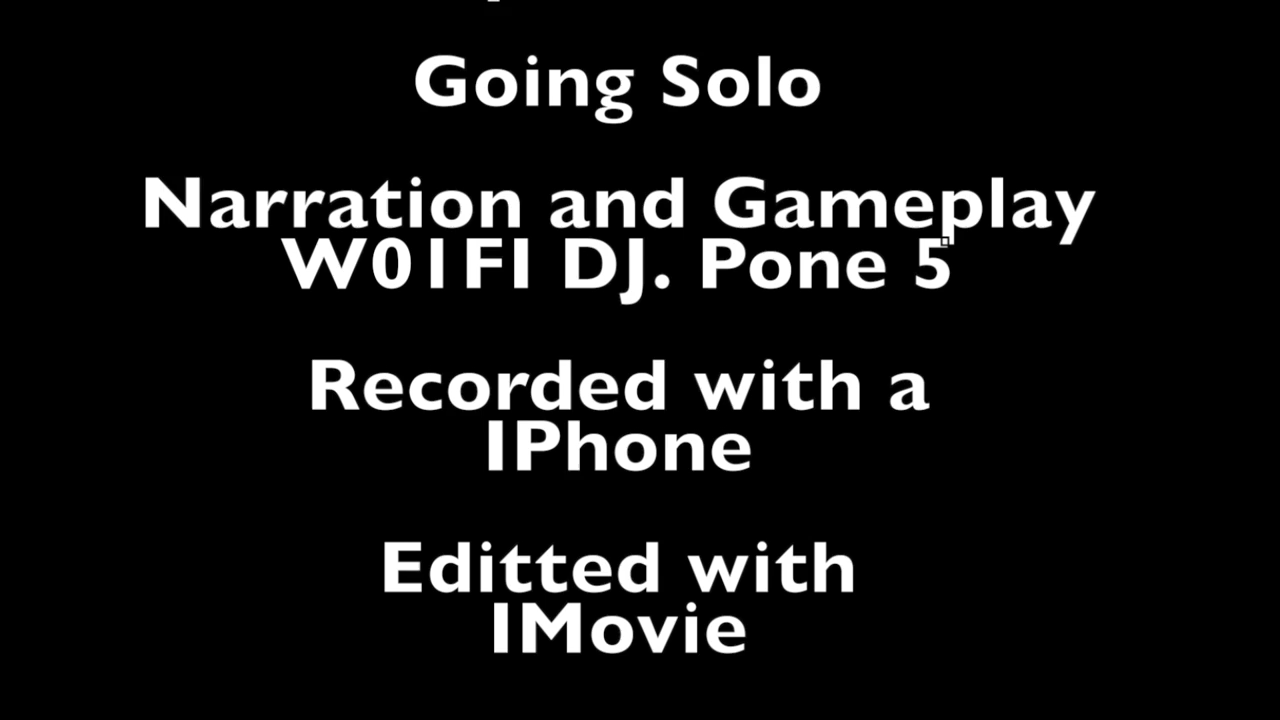 Going Solo
Narration and Gameplay
W01FI DJ. Pone 5
Recorded with a
IPhone
Editted with
IMovie